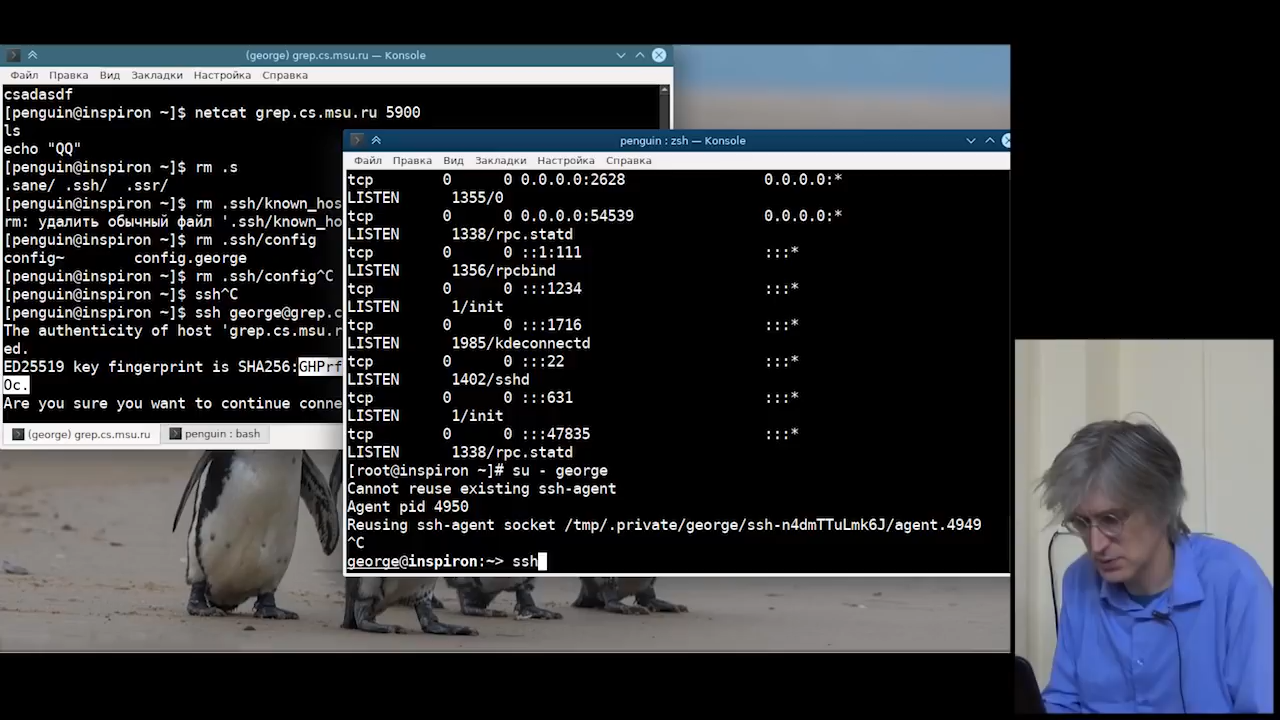 (george) grep.cs.msu.ru — Konsole
Файл Правка Вид Закладки Настройка Справка
csadasdf
[penguin@inspiron ~]$ netcat grep.cs.msu.ru 5900
ls
echo "QQ"
[penguin@inspiron ~]$ rm .s
.sane/ .ssh/ .ssr/
[penguin@inspiron ~]$ rm .ssh/known_hos
rm: удалить обычный файл '.ssh/known_ho
[penguin@inspiron ~]$ rm .ssh/config
config~ config.george
[penguin@inspiron ~]$ rm .ssh/config^C
[penguin@inspiron ~]$ ssh^C
[penguin@inspiron ~]$ ssh george@grep.c
The authenticity of host 'grep.cs.msu.r
ed.
ED25519 key fingerprint is SHA256:GHPrf
Oc.
Are you sure you want to continue conne
(george) grep.cs.msu.ru penguin : bash
penguin : zsh — Konsole
Файл Правка Вид Закладки Настройка Справка
tcp 0 0 0.0.0.0:2628 0.0.0.0:*
LISTEN 1355/0
tcp 0 0 0.0.0.0:54539 0.0.0.0:*
LISTEN 1338/rpc.statd
tcp 0 0 ::1:111 :::*
LISTEN 1356/rpcbind
tcp 0 0 :::1234 :::*
LISTEN 1/init
tcp 0 0 :::1716 :::*
LISTEN 1985/kdeconnectd
tcp 0 0 :::22 :::*
LISTEN 1402/sshd
tcp 0 0 :::631 :::*
LISTEN 1/init
tcp 0 0 :::47835 :::*
LISTEN 1338/rpc.statd
[root@inspiron ~]# su - george
Cannot reuse existing ssh-agent
Agent pid 4950
Reusing ssh-agent socket /tmp/.private/george/ssh-n4dmTTuLmk6J/agent.4949
^C
george@inspiron:~> ssh